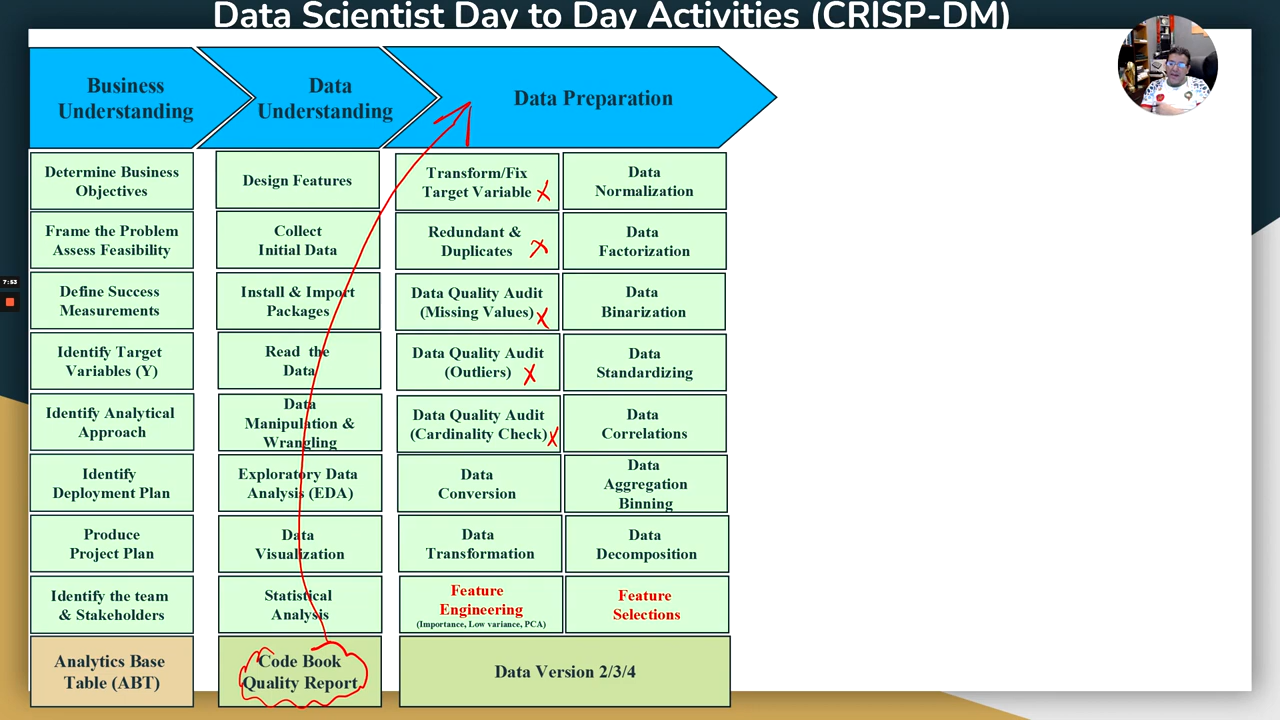 Data Scientist Day to Day Activities (CRISP-DM)
Business
Understanding
Data
Understanding
Data Preparation
Determine Business
Objectives
Design Features
Transform/Fix
Target Variable
Data
Normalization
Frame the Problem
Assess Feasibility
Collect
Initial Data
Redundant &
Duplicates
Data
Factorization
7:53
Define Success
Measurements
Install & Import
Packages
Data Quality Audit
(Missing Values)
Data
Binarization
Identify Target
Variables (Y)
Read the
Data
Data Quality Audit
(Outliers)
Data
Standardizing
Identify Analytical
Approach
Data
Manipulation &
Wrangling
Data Quality Audit
(Cardinality Check)
Data
Correlations
Identify
Deployment Plan
Exploratory Data
Analysis (EDA)
Data
Conversion
Data
Aggregation
Binning
Produce
Project Plan
Data
Visualization
Data
Transformation
Data
Decomposition
Identify the team
& Stakeholders
Statistical
Analysis
Feature
Engineering
(Importance, Low variance, PCA)
Feature
Selections
Analytics Base
Table (ABT)
Code Book
Quality Report
Data Version 2/3/4